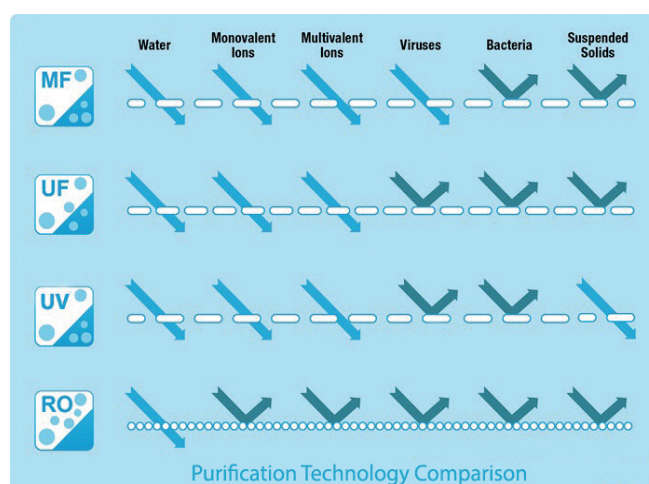 Water
Monovalent Ions
Multivalent Ions
Viruses
Bacteria
Suspended Solids
MF
UF
UV
RO
Purification Technology Comparison